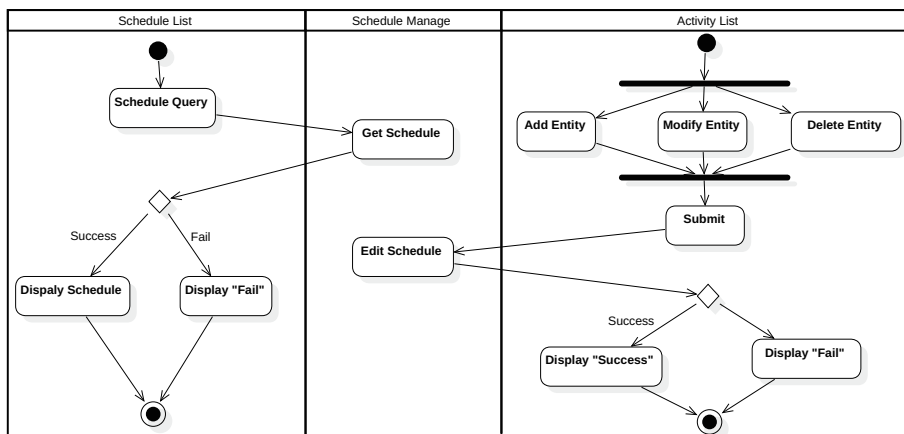 Schedule List
Schedule Manage
Activity List
Schedule Query
Get Schedule
Add Entity
Modify Entity
Delete Entity
Submit
Success
Fail
Edit Schedule
Dispaly Schedule
Display "Fail"
Success
Display "Success"
Display "Fail"